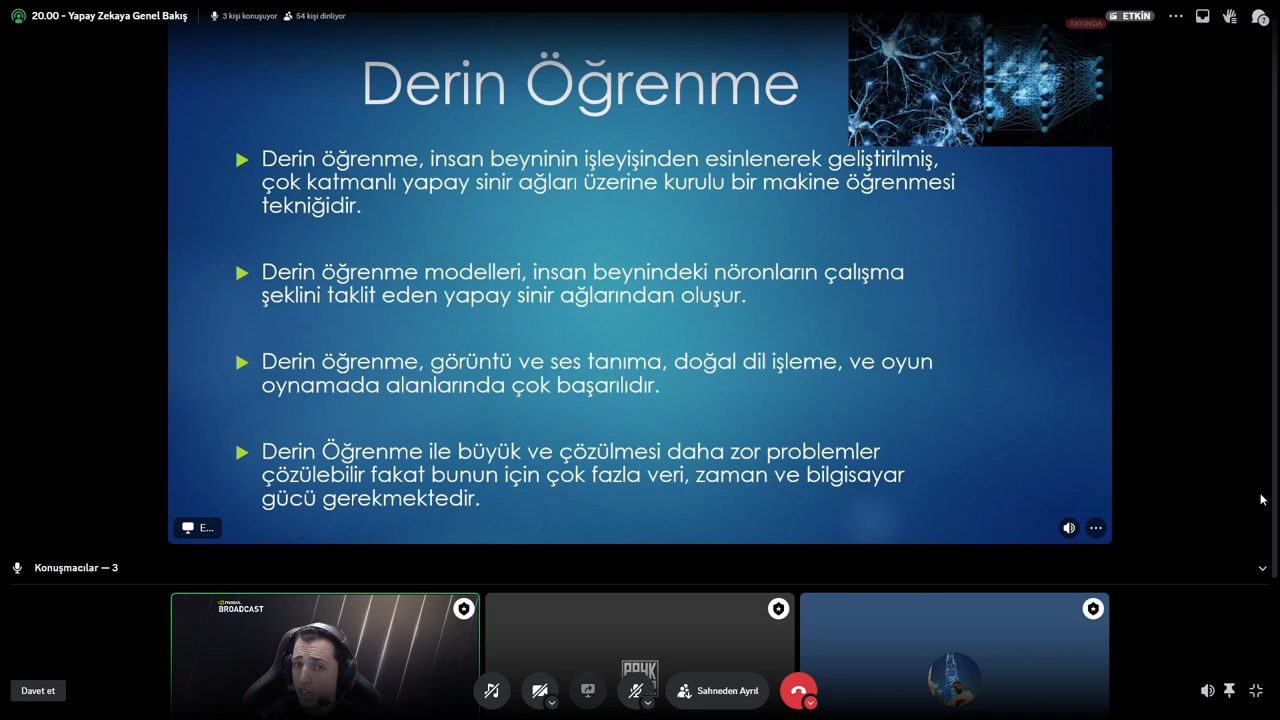 20.00 - Yapay Zekaya Genel Bakış
3 kişi konuşuyor
54 kişi dinliyor
ETKİN
7
YAYINDA
Derin Öğrenme
Derin öğrenme, insan beyninin işleyişinden esinlenerek geliştirilmiş,
çok katmanlı yapay sinir ağları üzerine kurulu bir makine öğrenmesi
tekniğidir.
Derin öğrenme modelleri, insan beynindeki nöronların çalışma
şeklini taklit eden yapay sinir ağlarından oluşur.
Derin öğrenme, görüntü ve ses tanıma, doğal dil işleme, ve oyun
oynamada alanlarında çok başarılıdır.
Derin Öğrenme ile büyük ve çözülmesi daha zor problemler
çözülebilir fakat bunun için çok fazla veri, zaman ve bilgisayar
gücü gerekmektedir.
E...
Konuşmacılar — 3
NVIDIA
BROADCAST
Davet et
Sahneden Ayrıl